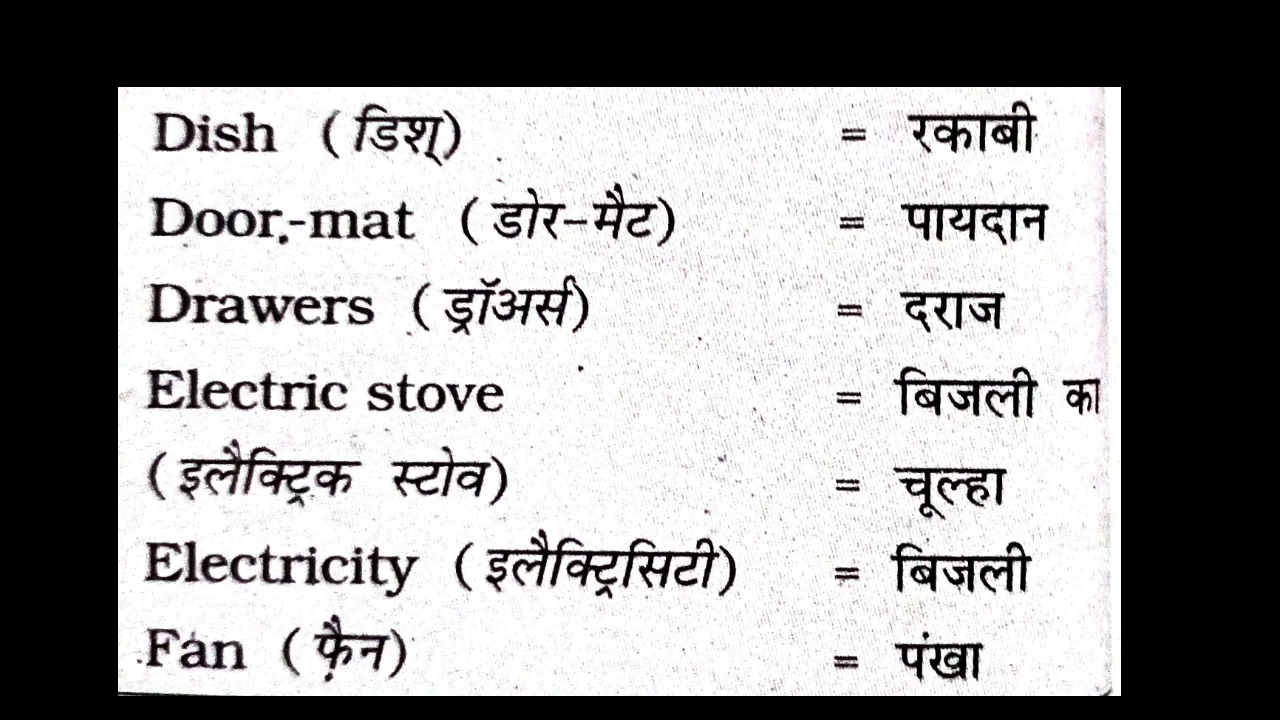 Dish (डिश्) = रकाबी
Door-mat (डोर-मैट) = पायदान
Drawers (ड्रॉअर्स) = दराज
Electric stove = बिजली का
(इलैक्ट्रिक स्टोव) = चूल्हा
Electricity (इलैक्ट्रिसिटी) = बिजली
Fan (फ़ैन) = पंखा